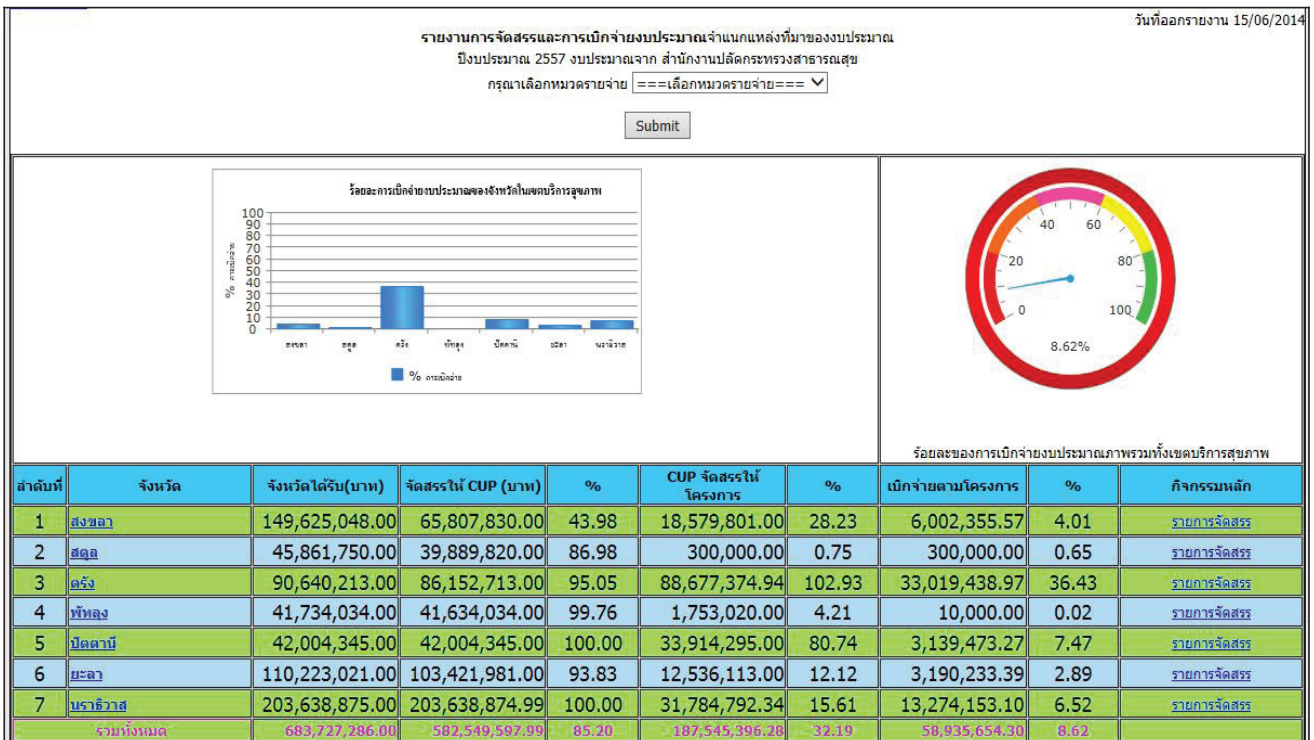 วันที่ออกรายงาน 15/06/2014
รายงานการจัดสรรและการเบิกจ่ายงบประมาณจำแนกแหล่งที่มาของงบประมาณ
ปีงบประมาณ 2557 งบประมาณจาก สำนักงานปลัดกระทรวงสาธารณสุข
กรุณาเลือกหมวดรายจ่าย ===เลือกหมวดรายจ่าย===
Submit
ร้อยละการเบิกจ่ายงบประมาณของจังหวัดในเขตบริการสุขภาพ
100
90
80
70
60
50
40
30
20
10
0
% การเบิกจ่าย
สงขลา สตูล ตรัง พัทลุง ปัตตานี ยะลา นราธิวาส
% การเบิกจ่าย
0 20 40 60 80 100
8.62%
ร้อยละของการเบิกจ่ายงบประมาณภาพรวมทั้งเขตบริการสุขภาพ
ลำดับที่ จังหวัด จังหวัดได้รับ(บาท) จัดสรรให้ CUP (บาท) % CUP จัดสรรให้โครงการ % เบิกจ่ายตามโครงการ % กิจกรรมหลัก
1 สงขลา 149,625,048.00 65,807,830.00 43.98 18,579,801.00 28.23 6,002,355.57 4.01 รายการจัดสรร
2 สตูล 45,861,750.00 39,889,820.00 86.98 300,000.00 0.75 300,000.00 0.65 รายการจัดสรร
3 ตรัง 90,640,213.00 86,152,713.00 95.05 88,677,374.94 102.93 33,019,438.97 36.43 รายการจัดสรร
4 พัทลุง 41,734,034.00 41,634,034.00 99.76 1,753,020.00 4.21 10,000.00 0.02 รายการจัดสรร
5 ปัตตานี 42,004,345.00 42,004,345.00 100.00 33,914,295.00 80.74 3,139,473.27 7.47 รายการจัดสรร
6 ยะลา 110,223,021.00 103,421,981.00 93.83 12,536,113.00 12.12 3,190,233.39 2.89 รายการจัดสรร
7 นราธิวาส 203,638,875.00 203,638,874.99 100.00 31,784,792.34 15.61 13,274,153.10 6.52 รายการจัดสรร
รวมทั้งหมด 683,727,286.00 582,549,597.99 85.20 187,545,396.28 32.19 58,935,654.30 8.62